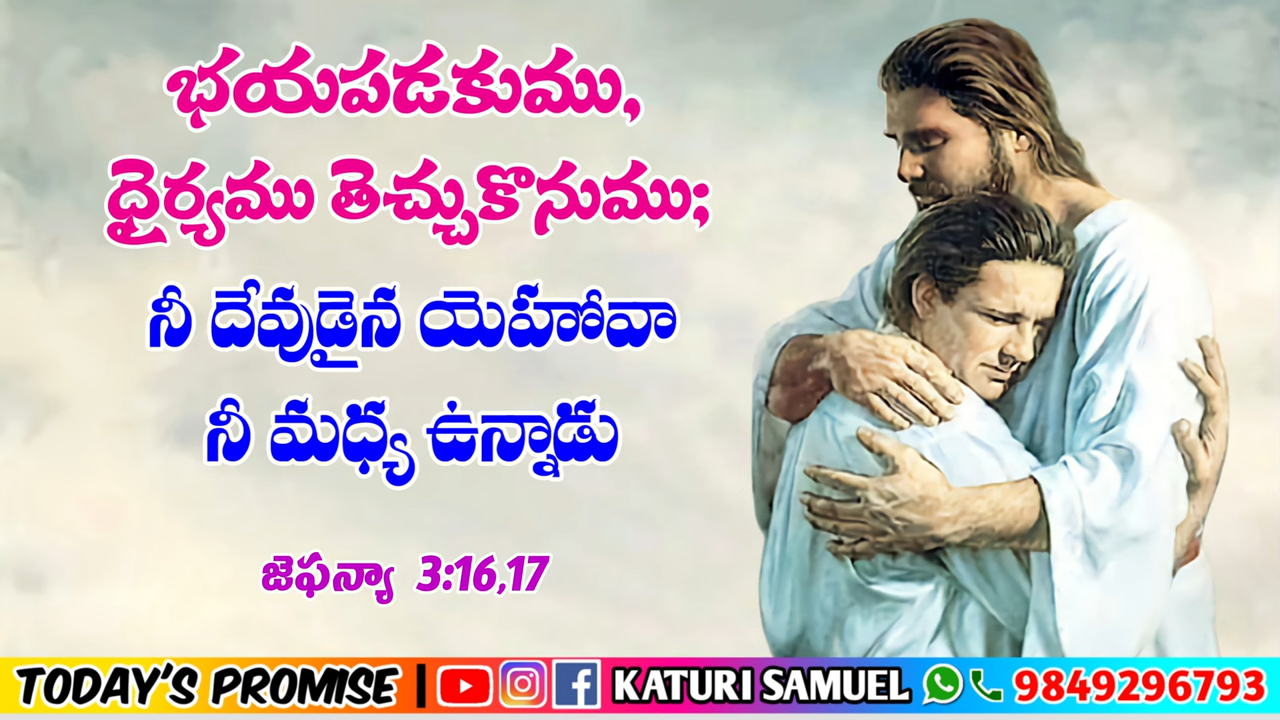 భయపడకుము,
ధైర్యము తెచ్చుకొనుము;
నీ దేవుడైన యెహోవా
నీ మధ్య ఉన్నాడు
జెఫన్యా 3:16,17
TODAY'S PROMISE | KATURI SAMUEL 9849296793